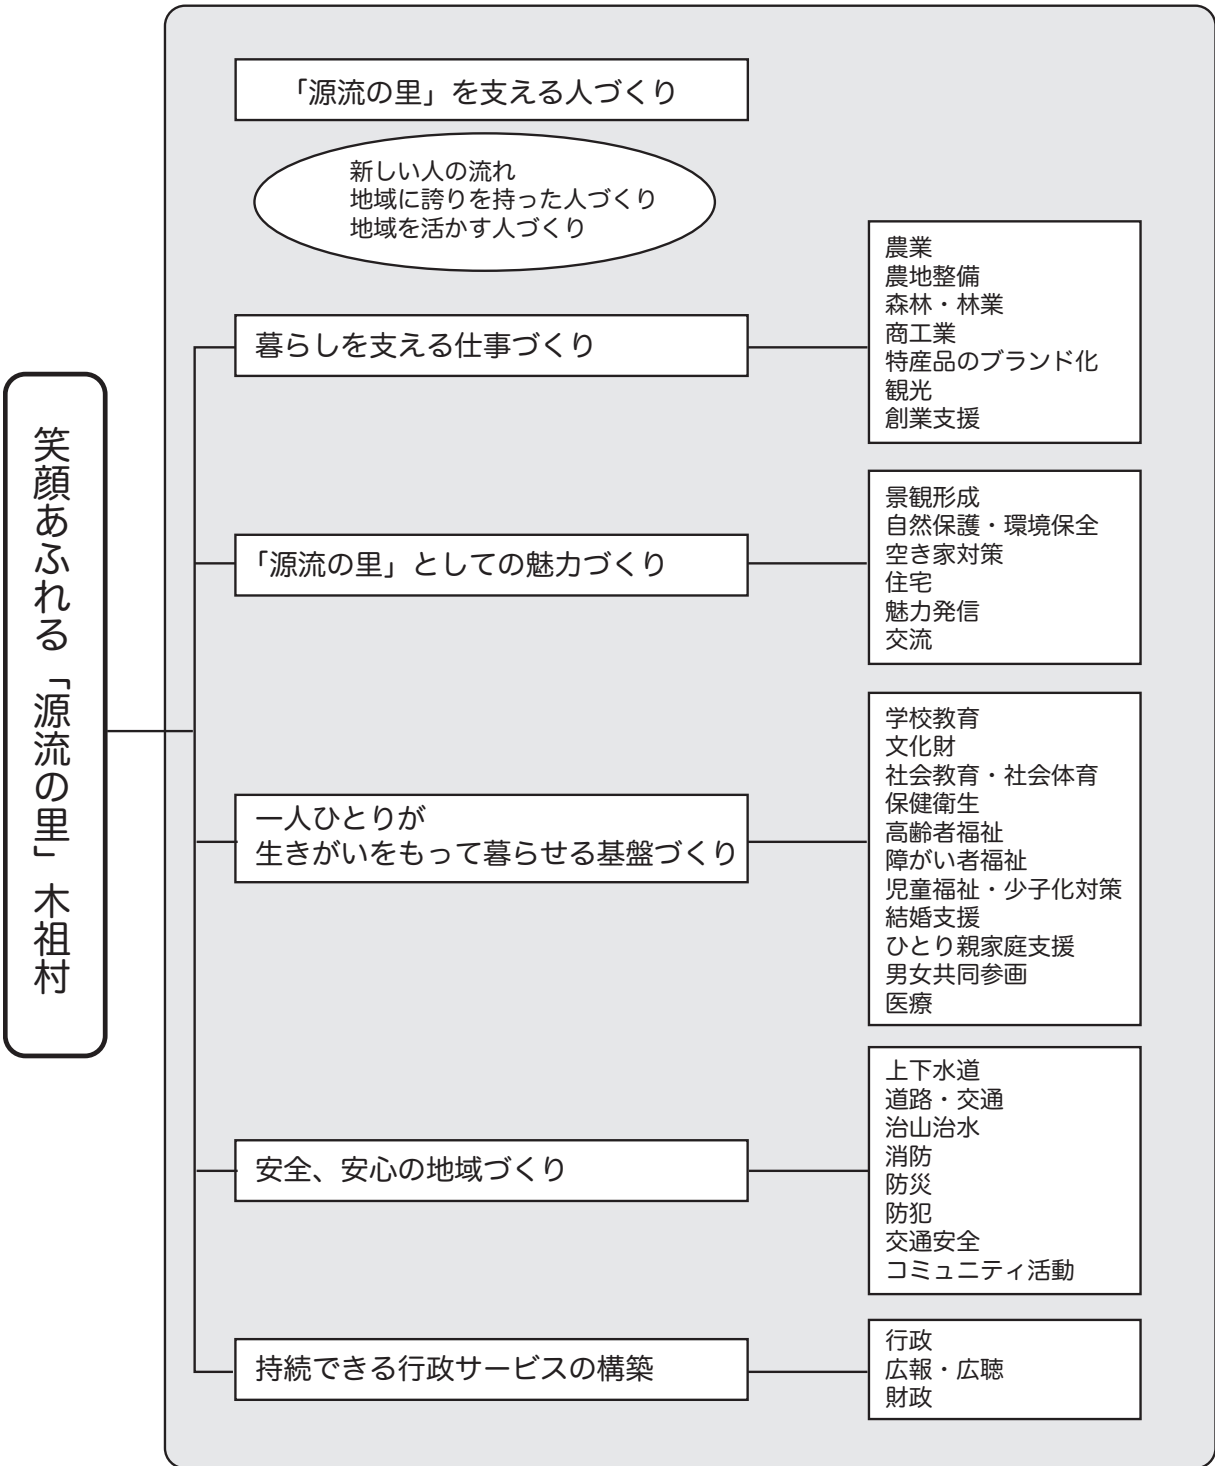 笑顔あふれる「源流の里」木祖村
「源流の里」を支える人づくり
新しい人の流れ
地域に誇りを持った人づくり
地域を活かす人づくり
暮らしを支える仕事づくり
農業
農地整備
森林・林業
商工業
特産品のブランド化
観光
創業支援
「源流の里」としての魅力づくり
景観形成
自然保護・環境保全
空き家対策
住宅
魅力発信
交流
一人ひとりが
生きがいをもって暮らせる基盤づくり
学校教育
文化財
社会教育・社会体育
保健衛生
高齢者福祉
障がい者福祉
児童福祉・少子化対策
結婚支援
ひとり親家庭支援
男女共同参画
医療
安全、安心の地域づくり
上下水道
道路・交通
治山治水
消防
防災
防犯
交通安全
コミュニティ活動
持続できる行政サービスの構築
行政
広報・広聴
財政